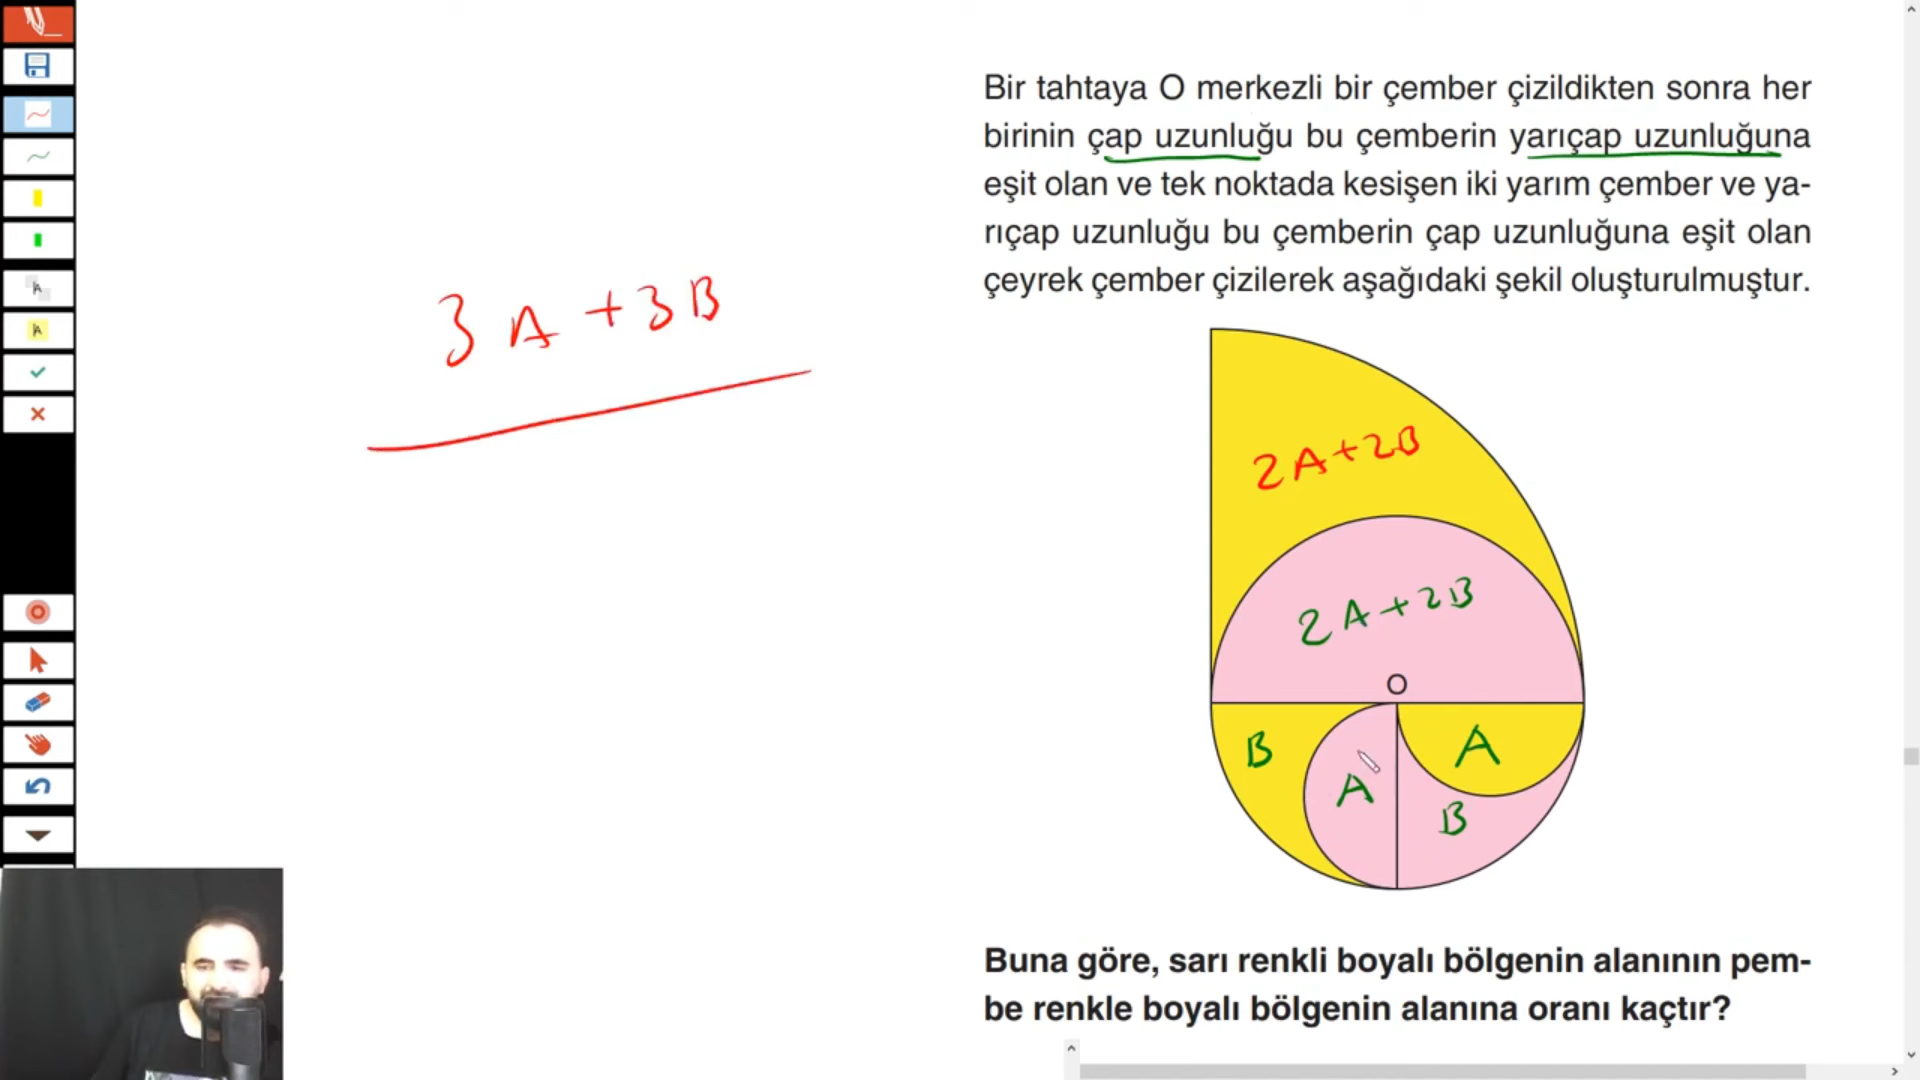 Bir tahtaya O merkezli bir çember çizildikten sonra her
birinin çap uzunluğu bu çemberin yarıçap uzunluğuna
eşit olan ve tek noktada kesişen iki yarım çember ve ya-
rıçap uzunluğu bu çemberin çap uzunluğuna eşit olan
çeyrek çember çizilerek aşağıdaki şekil oluşturulmuştur.
3A+3B
2A+2B
2A+2B
O
B
A
A
B
Buna göre, sarı renkli boyalı bölgenin alanının pem-
be renkle boyalı bölgenin alanına oranı kaçtır?